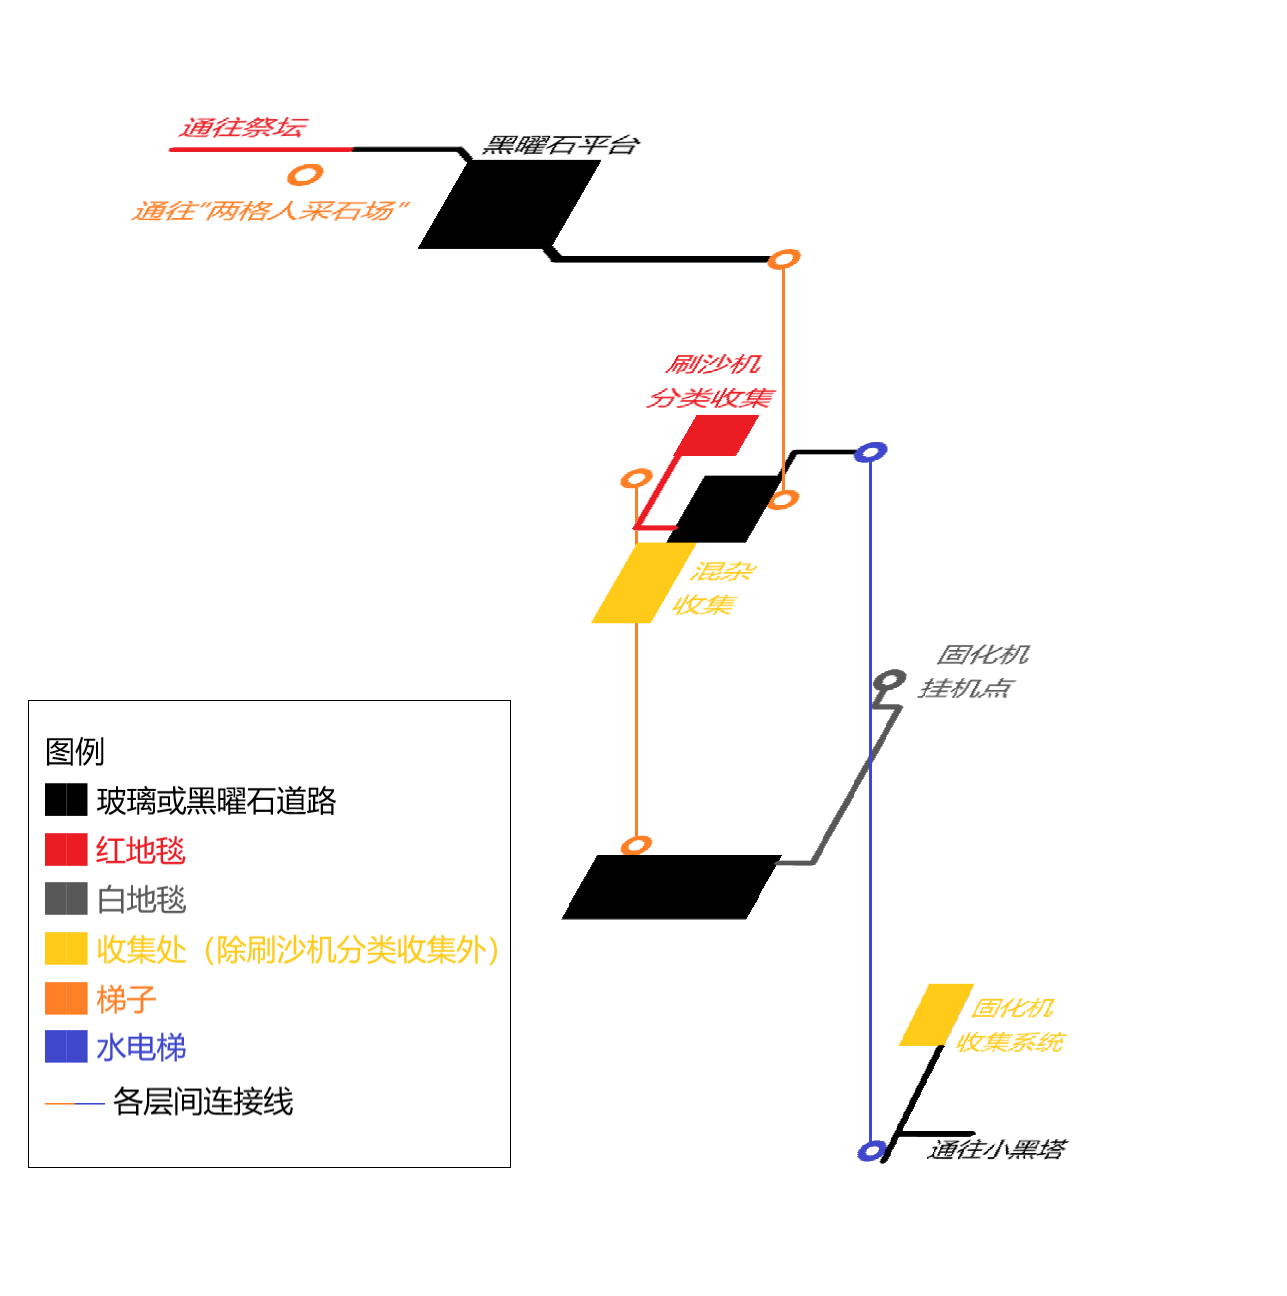 通往祭坛
黑曜石平台
通往“两格人采石场”
刷沙机
分类收集
混杂
收集
固化机
挂机点
图例
玻璃或黑曜石道路
红地毯
白地毯
收集处（除刷沙机分类收集外）
梯子
水电梯
各层间连接线
固化机
收集系统
通往小黑塔